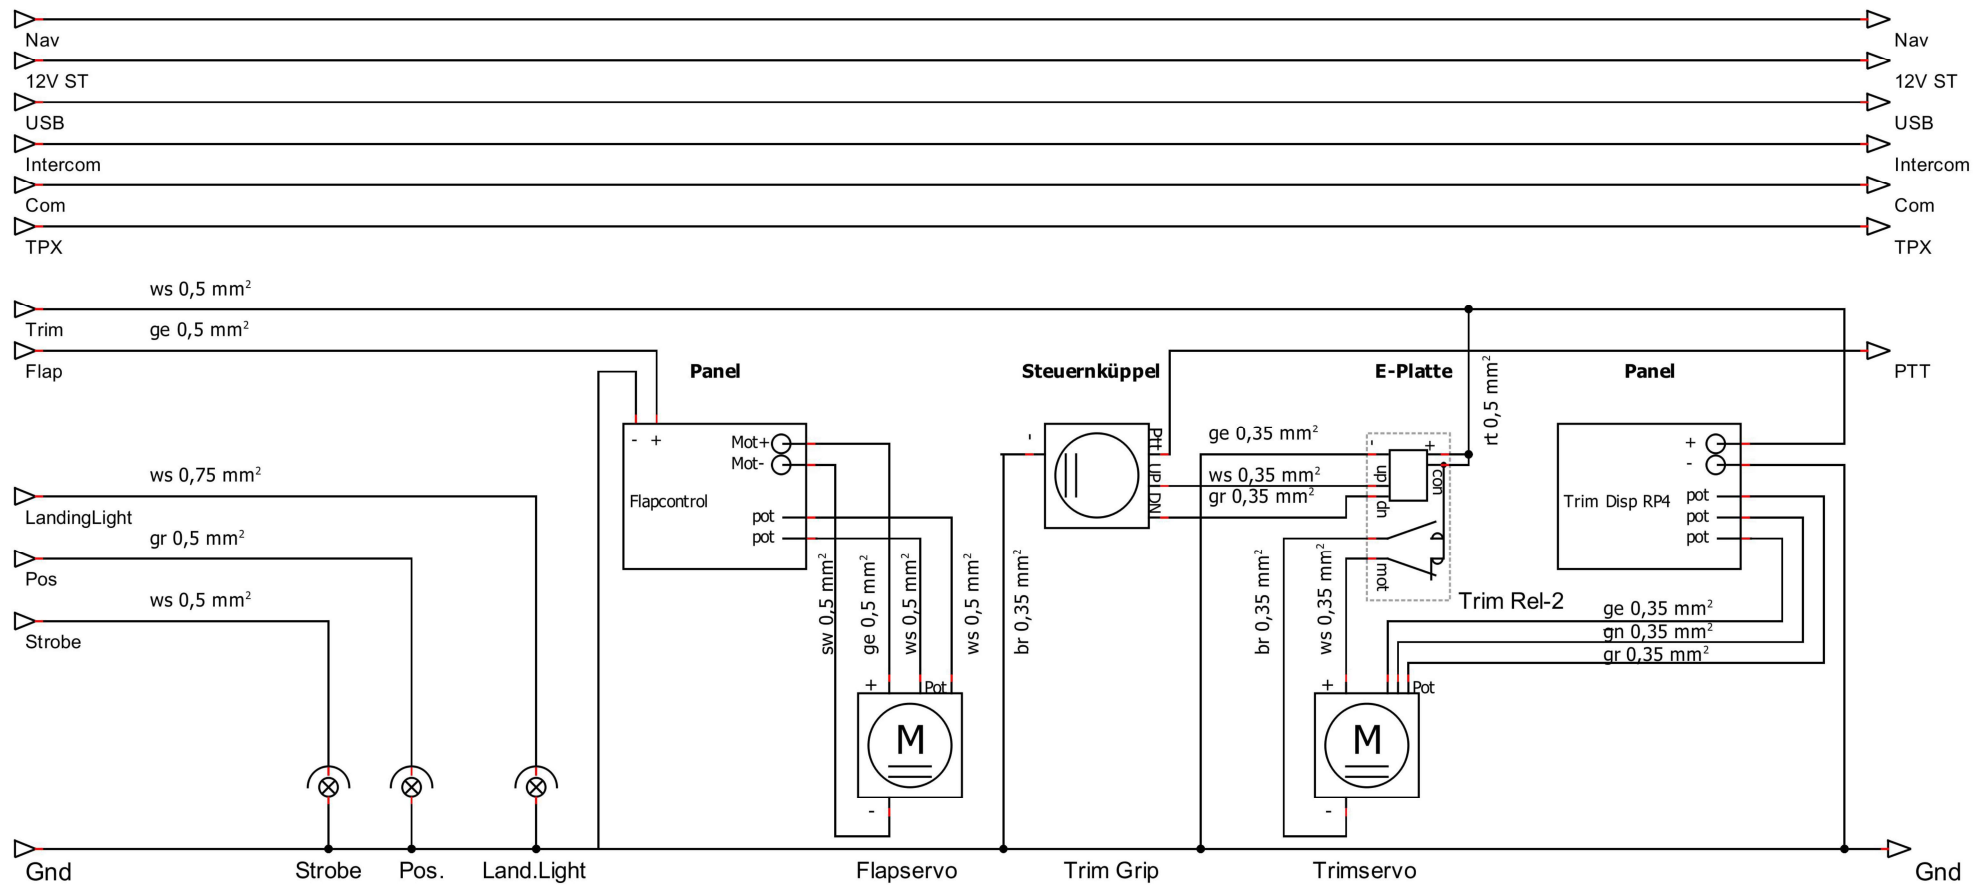 Nav
Nav
12V ST
12V ST
USB
USB
Intercom
Intercom
Com
Com
TPX
TPX
ws 0,5 mm²
Trim
ge 0,5 mm²
Flap
Panel
Steuernküppel
E-Platte
Panel
PTT
rt 0,5 mm²
- +
Mot+
Mot-
Flapcontrol
pot
pot
-
Ptt
UP
DN
ge 0,35 mm²
ws 0,35 mm²
gr 0,35 mm²
-
+
up
dn
con
mot
Trim Rel-2
+
-
Trim Disp RP4
pot
pot
pot
ws 0,75 mm²
LandingLight
gr 0,5 mm²
Pos
ws 0,5 mm²
Strobe
sw 0,5 mm²
ge 0,5 mm²
ws 0,5 mm²
ws 0,5 mm²
br 0,35 mm²
br 0,35 mm²
ws 0,35 mm²
ge 0,35 mm²
gn 0,35 mm²
gr 0,35 mm²
+
Pot
M
-
+
Pot
M
-
Gnd
Strobe
Pos.
Land.Light
Flapservo
Trim Grip
Trimservo
Gnd